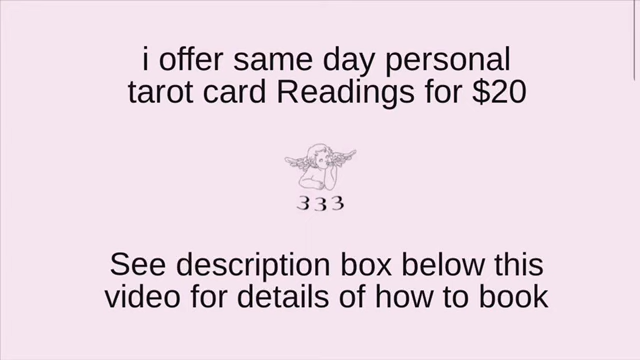 i offer same day personal
tarot card Readings for $20
333
See description box below this
video for details of how to book